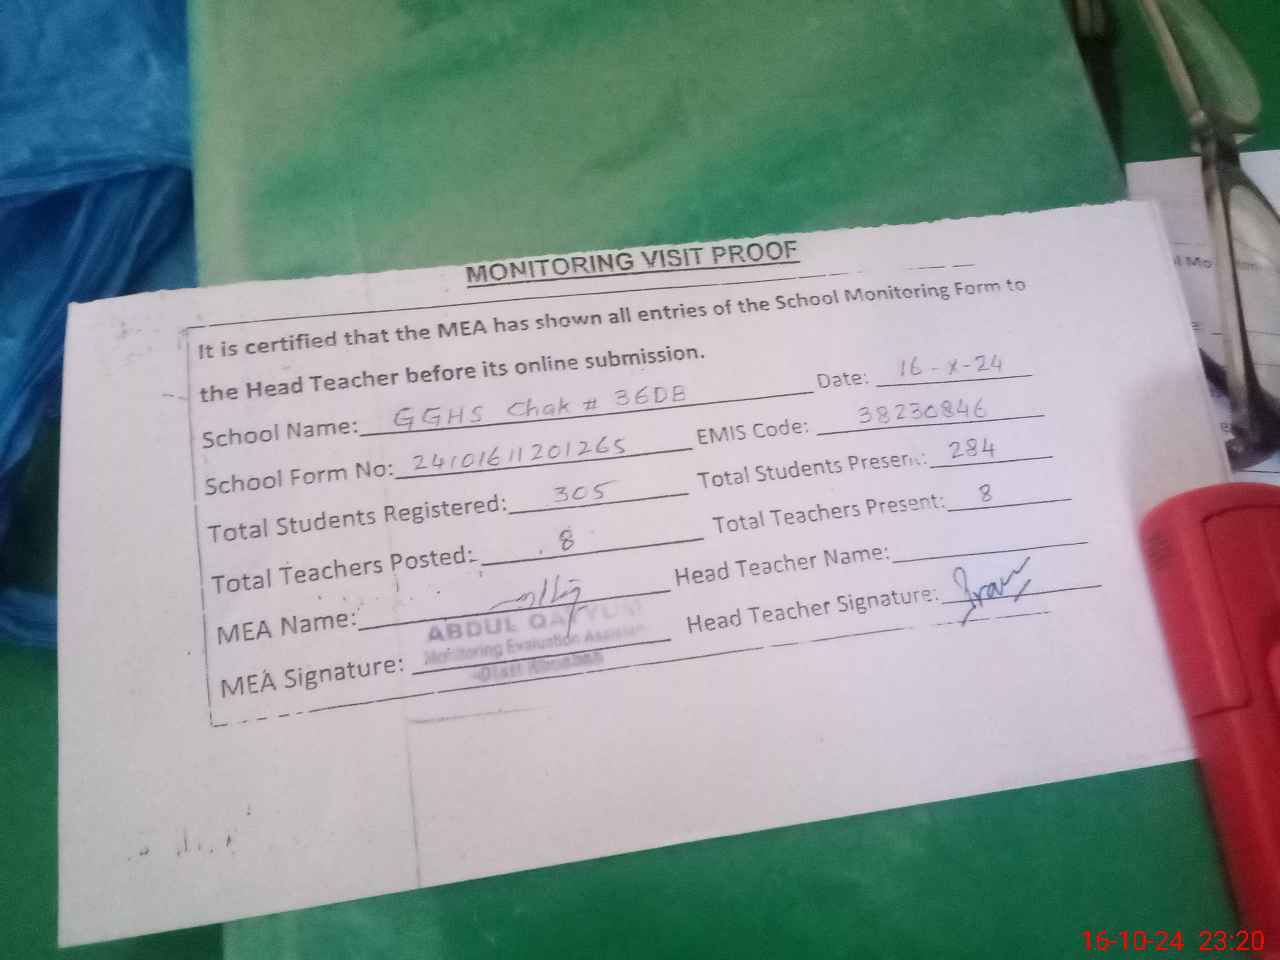 MONITORING VISIT PROOF
It is certified that the MEA has shown all entries of the School Monitoring Form to
the Head Teacher before its online submission.
School Name: GGHS Chak # 36DB Date: 16-X-24
School Form No: 24101611201265 EMIS Code: 38230846
Total Students Registered: 305 Total Students Present: 284
Total Teachers Posted: 8 Total Teachers Present: 8
MEA Name: Head Teacher Name:
ABDUL QAYYUM
Monitoring Evaluation Assistant
MEA Signature: Head Teacher Signature:
16-10-24 23:20